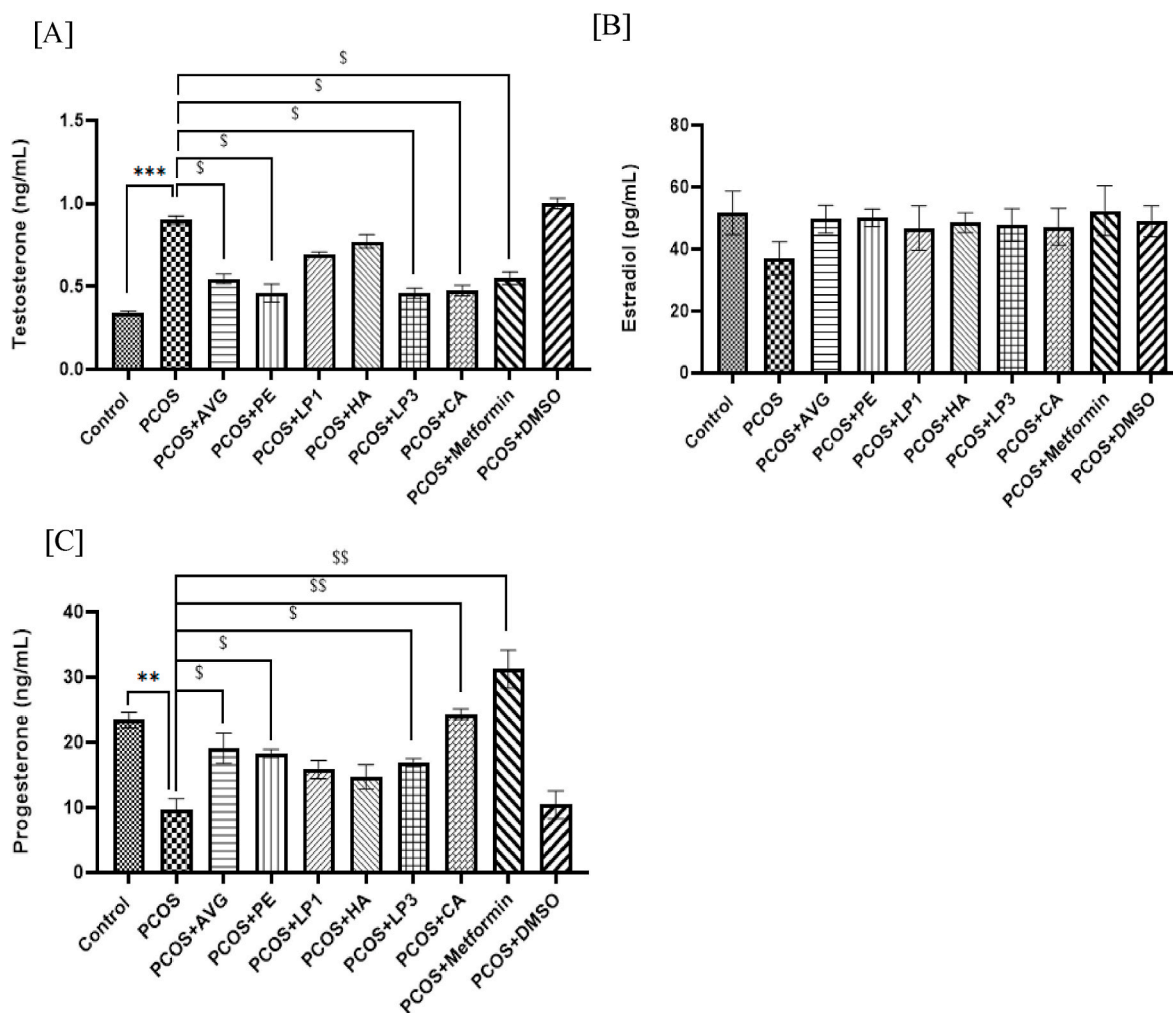 [A]
$
$
$
$
$
***
Testosterone (ng/mL)
1.5
1.0
0.5
0.0
Control
PCOS
PCOS+AVG
PCOS+PE
PCOS+LP1
PCOS+HA
PCOS+LP3
PCOS+CA
PCOS+Metformin
PCOS+DMSO
[B]
Estradiol (pg/mL)
80
60
40
20
0
Control
PCOS
PCOS+AVG
PCOS+PE
PCOS+LP1
PCOS+HA
PCOS+LP3
PCOS+CA
PCOS+Metformin
PCOS+DMSO
[C]
$$
$$
$
$
$
**
Progesterone (ng/mL)
40
30
20
10
0
Control
PCOS
PCOS+AVG
PCOS+PE
PCOS+LP1
PCOS+HA
PCOS+LP3
PCOS+CA
PCOS+Metformin
PCOS+DMSO